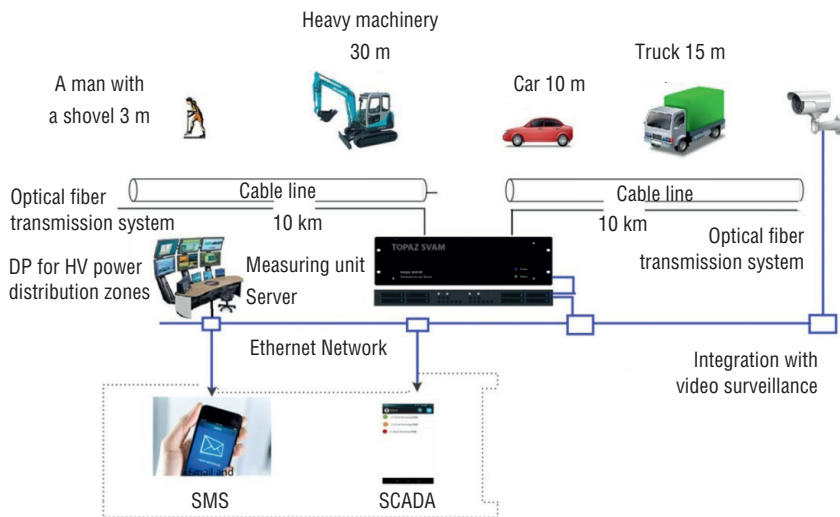 Heavy machinery
30 m
A man with
a shovel 3 m
Car 10 m
Truck 15 m
Cable line
10 km
Cable line
10 km
Optical fiber
transmission system
Optical fiber
transmission system
TOPAZ SVAM
DP for HV power
distribution zones
Measuring unit
Server
Ethernet Network
Integration with
video surveillance
Email and
SMS
SCADA